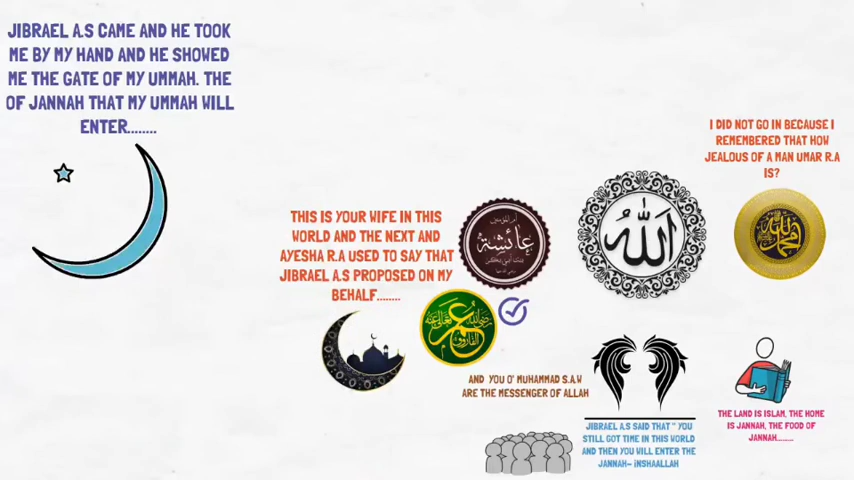 JIBRAEL A.S CAME AND HE TOOK
ME BY MY HAND AND HE SHOWED
ME THE GATE OF MY UMMAH. THE
OF JANNAH THAT MY UMMAH WILL
ENTER........
I DID NOT GO IN BECAUSE I
REMEMBERED THAT HOW
JEALOUS OF A MAN UMAR R.A
IS?
THIS IS YOUR WIFE IN THIS
WORLD AND THE NEXT AND
AYESHA R.A USED TO SAY THAT
JIBRAEL A.S PROPOSED ON MY
BEHALF........
أم المؤمنين
عائشة
الله
عمر
AND YOU O' MUHAMMAD S.A.W
ARE THE MESSENGER OF ALLAH
JIBRAEL A.S SAID THAT " YOU
STILL GOT TIME IN THIS WORLD
AND THEN YOU WILL ENTER THE
JANNAH- INSHAALLAH
THE LAND IS ISLAM, THE HOME
IS JANNAH, THE FOOD OF
JANNAH.......